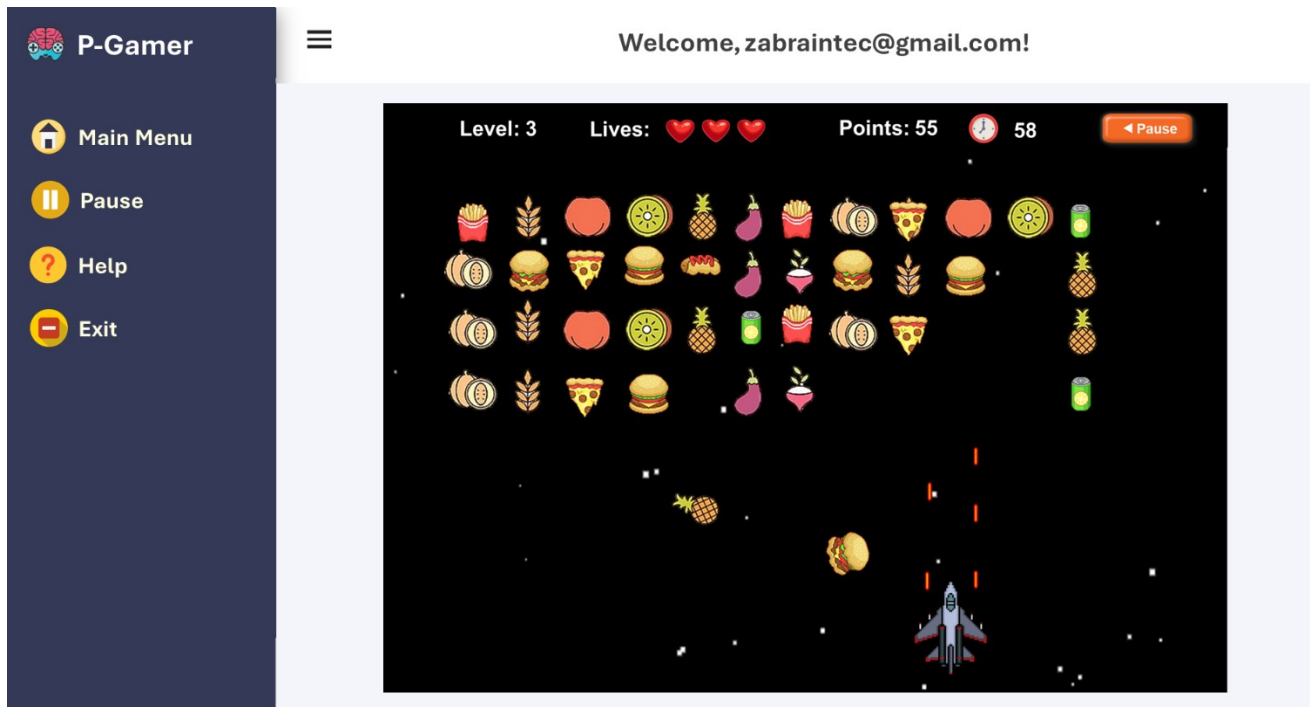 P-Gamer
Welcome, zabraintec@gmail.com!
Main Menu
Pause
Help
Exit
Level: 3 Lives: Points: 55 58 Pause